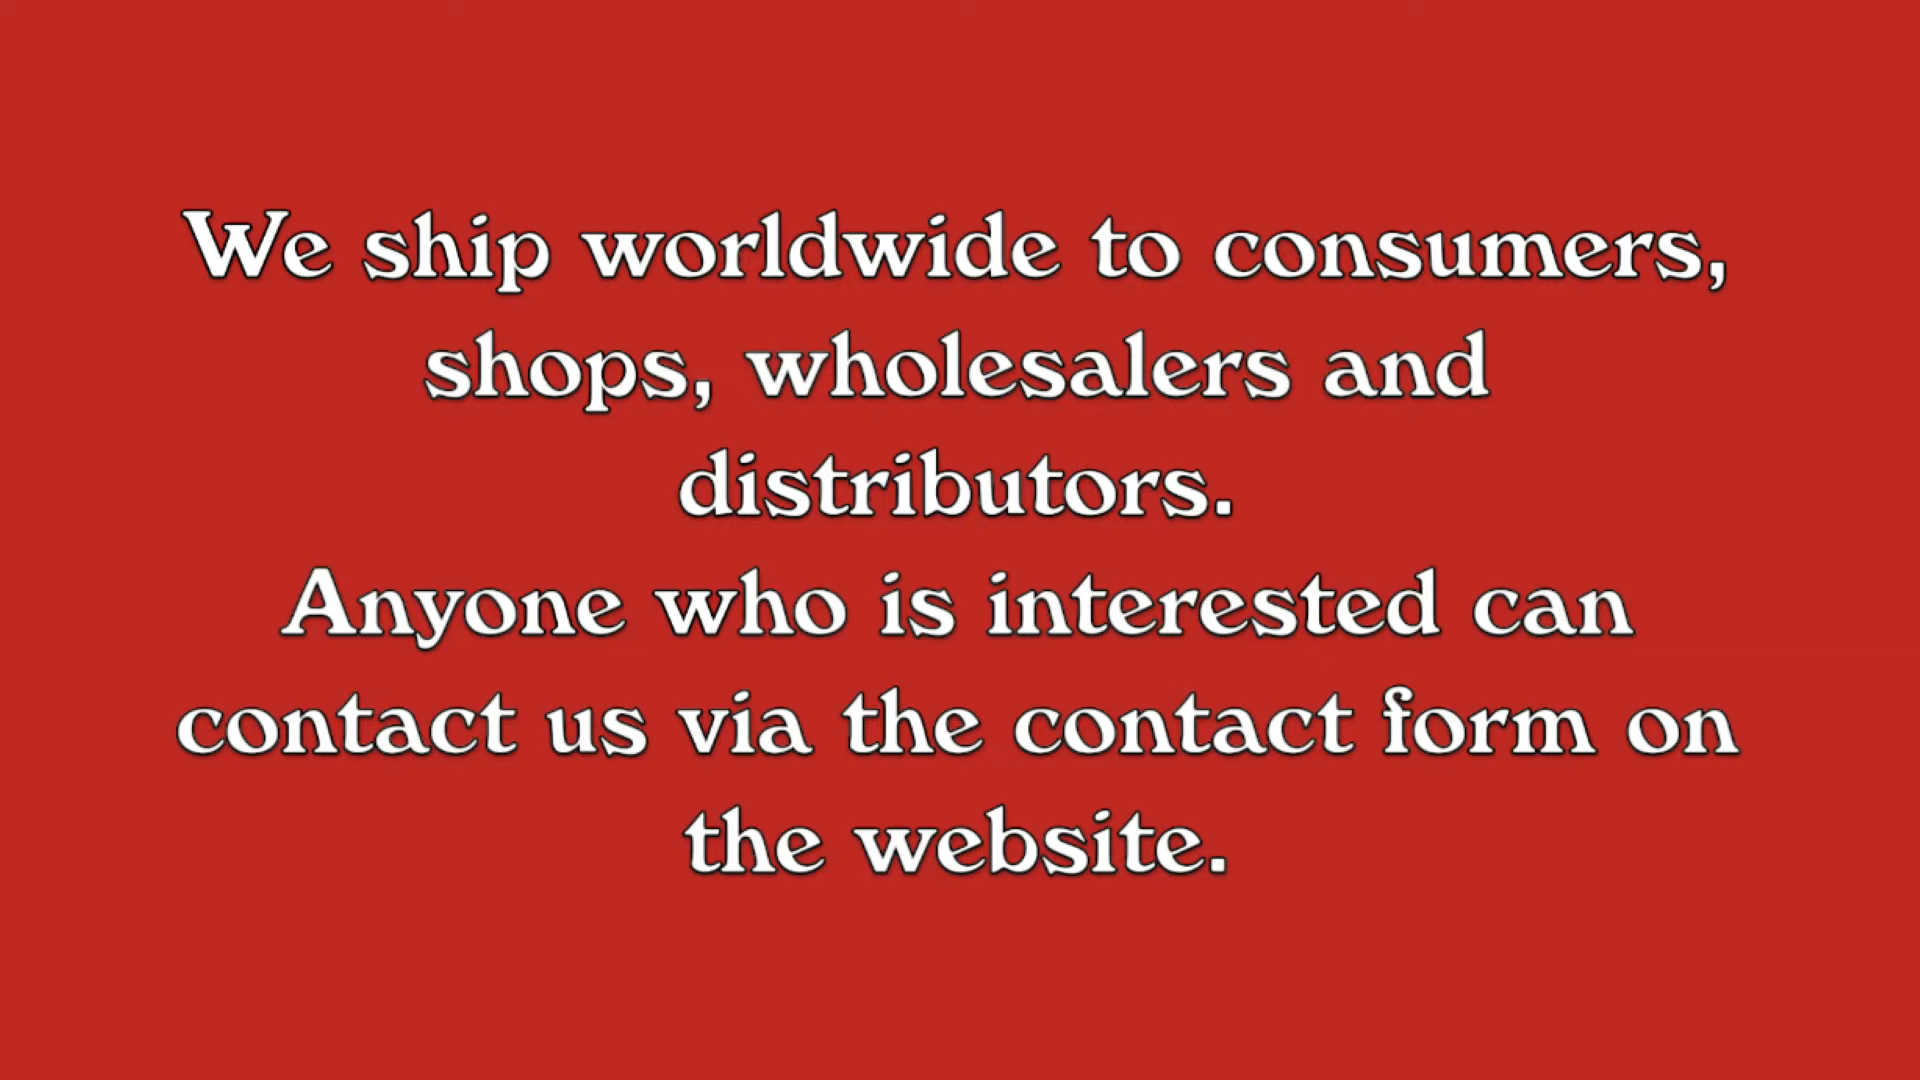 We ship worldwide to consumers,
shops, wholesalers and
distributors.
Anyone who is interested can
contact us via the contact form on
the website.